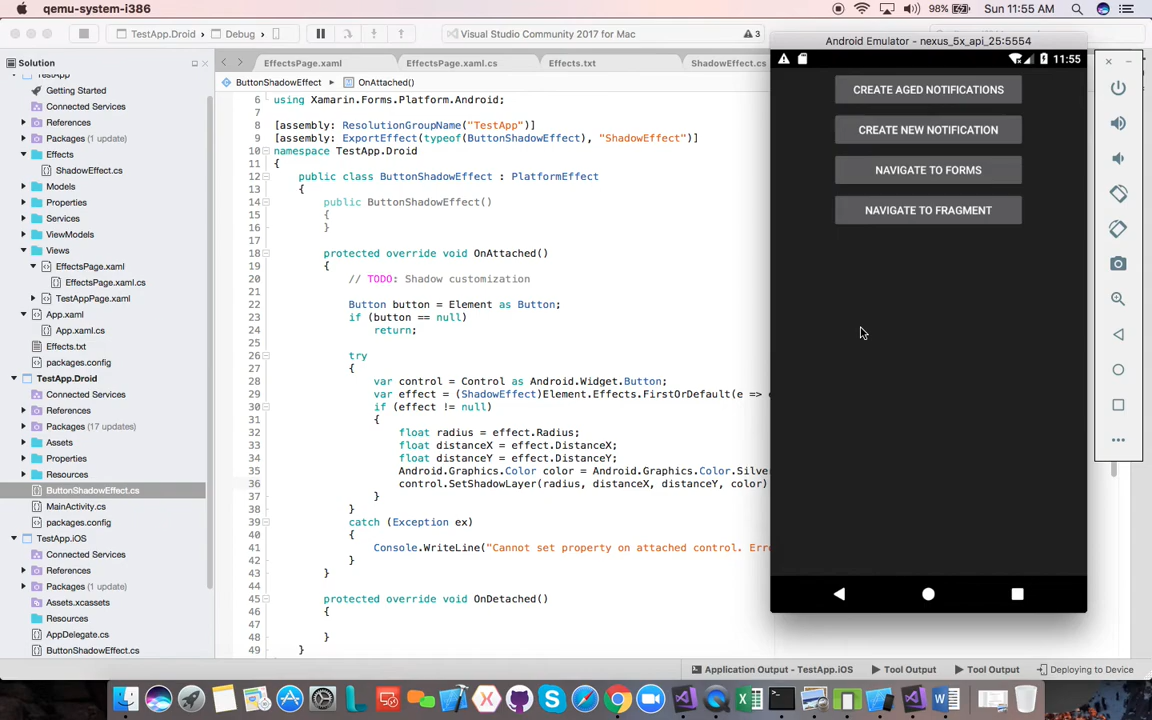 qemu-system-i386
98%
Sun 11:55 AM
TestApp.Droid
Debug
Visual Studio Community 2017 for Mac
3
Android Emulator - nexus_5x_api_25:5554
Solution
EffectsPage.xaml
EffectsPage.xaml.cs
Effects.txt
ShadowEffect.cs
ButtonShadowEffect
OnAttached()
TestApp
Getting Started
Connected Services
References
Packages (1 update)
Effects
ShadowEffect.cs
Models
Properties
Services
ViewModels
Views
EffectsPage.xaml
EffectsPage.xaml.cs
TestAppPage.xaml
App.xaml
App.xaml.cs
Effects.txt
packages.config
TestApp.Droid
Connected Services
References
Packages (17 updates)
Assets
Properties
Resources
ButtonShadowEffect.cs
MainActivity.cs
packages.config
TestApp.iOS
Connected Services
References
Packages (1 update)
Assets.xcassets
Resources
AppDelegate.cs
ButtonShadowEffect.cs
6 using Xamarin.Forms.Platform.Android;
7
8 [assembly: ResolutionGroupName("TestApp")]
9 [assembly: ExportEffect(typeof(ButtonShadowEffect), "ShadowEffect")]
10 namespace TestApp.Droid
11 {
12 public class ButtonShadowEffect : PlatformEffect
13 {
14 public ButtonShadowEffect()
15 {
16 }
17
18 protected override void OnAttached()
19 {
20 // TODO: Shadow customization
21
22 Button button = Element as Button;
23 if (button == null)
24 return;
25
26 try
27 {
28 var control = Control as Android.Widget.Button;
29 var effect = (ShadowEffect)Element.Effects.FirstOrDefault(e =>
30 if (effect != null)
31 {
32 float radius = effect.Radius;
33 float distanceX = effect.DistanceX;
34 float distanceY = effect.DistanceY;
35 Android.Graphics.Color color = Android.Graphics.Color.Silver
36 control.SetShadowLayer(radius, distanceX, distanceY, color)
37 }
38 }
39 catch (Exception ex)
40 {
41 Console.WriteLine("Cannot set property on attached control. Erro
42 }
43 }
44
45 protected override void OnDetached()
46 {
47
48 }
49 }
11:55
CREATE AGED NOTIFICATIONS
CREATE NEW NOTIFICATION
NAVIGATE TO FORMS
NAVIGATE TO FRAGMENT
Application Output - TestApp.iOS
Tool Output
Tool Output
Deploying to Device